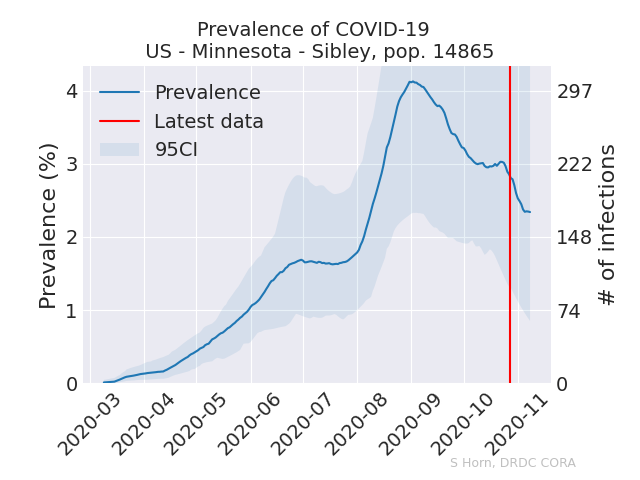 Prevalence of COVID-19
US - Minnesota - Sibley, pop. 14865
Prevalence (%)
# of infections
Prevalence
Latest data
95CI
4
3
2
1
0
297
222
148
74
0
2020-03
2020-04
2020-05
2020-06
2020-07
2020-08
2020-09
2020-10
2020-11
S Horn, DRDC CORA